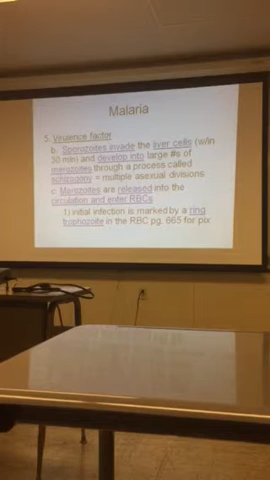 Malaria
5. Virulence factor
b. Sporozoites invade the liver cells (w/in
30 min) and develop into large #s of
merozoites through a process called
schizogony = multiple asexual divisions
c. Merozoites are released into the
circulation and enter RBCs
1) initial infection is marked by a ring
trophozoite in the RBC pg. 665 for pix